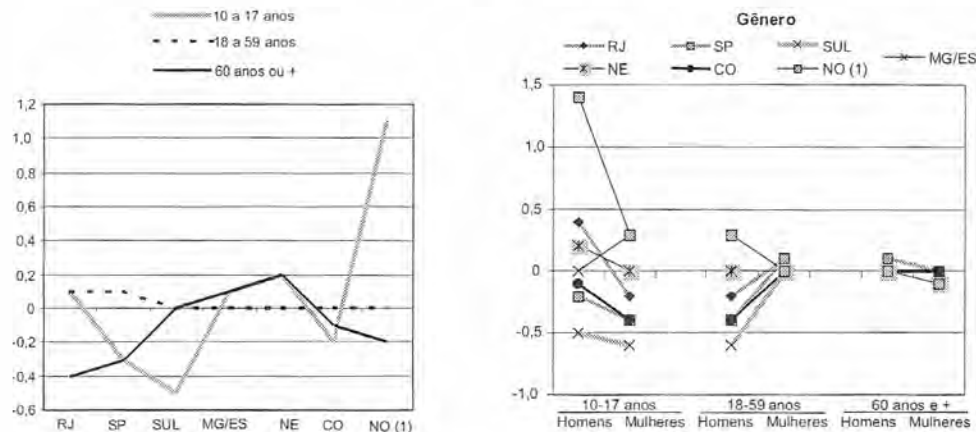 10 a 17 anos
18 a 59 anos
60 anos ou +
1,2
1,0
0,8
0,6
0,4
0,2
0
-0,2
-0,4
-0,6
RJ SP SUL MG/ES NE CO NO (1)
Gênero
RJ SP SUL MG/ES
NE CO NO (1)
1,5
1,0
0,5
0
-0,5
-1,0
10-17 anos 18-59 anos 60 anos e +
Homens Mulheres Homens Mulheres Homens Mulheres